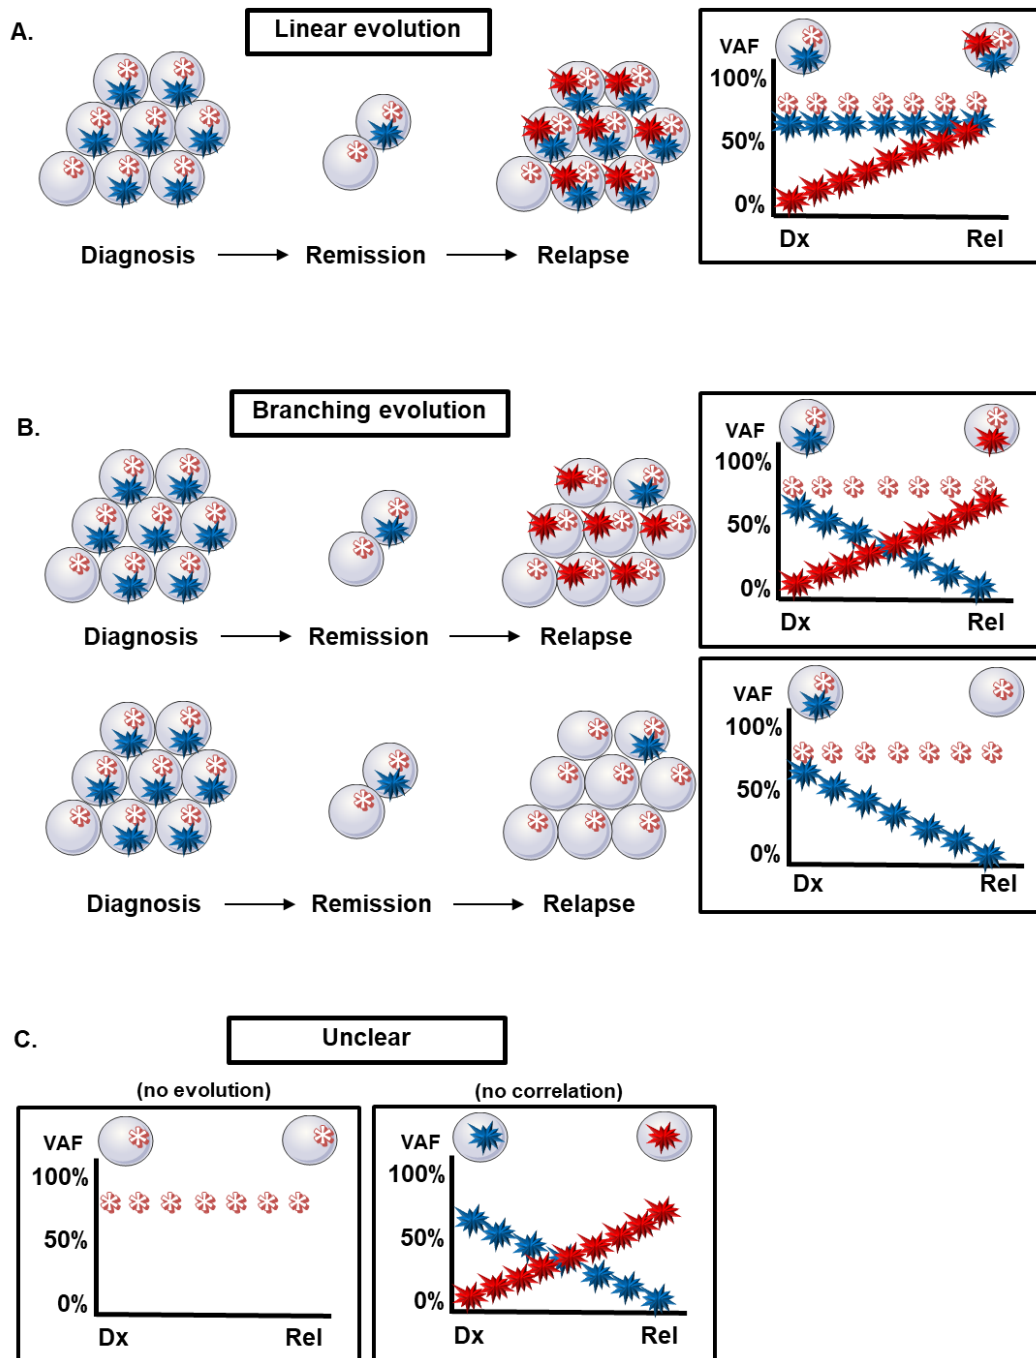 A.
Linear evolution
Diagnosis
Remission
Relapse
VAF
100%
50%
0%
Dx
Rel
B.
Branching evolution
Diagnosis
Remission
Relapse
VAF
100%
50%
0%
Dx
Rel
Diagnosis
Remission
Relapse
VAF
100%
50%
0%
Dx
Rel
C.
Unclear
(no evolution)
VAF
100%
50%
0%
Dx
Rel
(no correlation)
VAF
100%
50%
0%
Dx
Rel